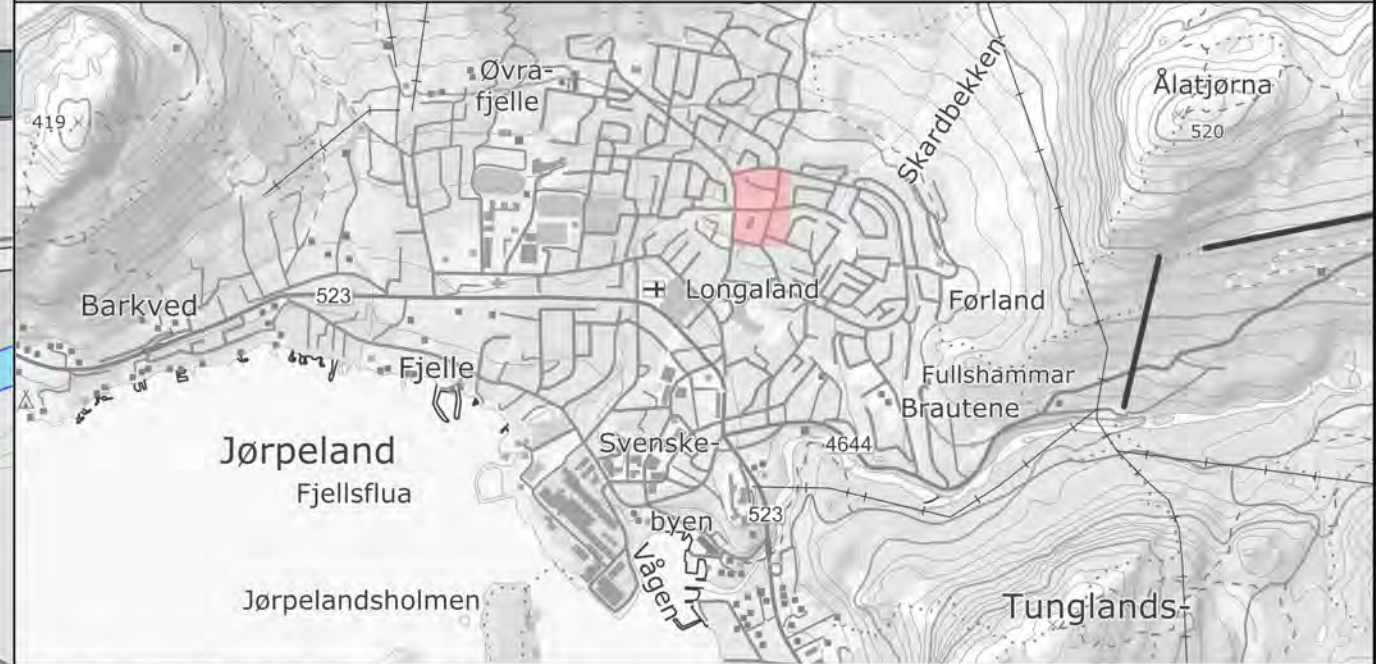 Øvra-
fjelle
Skardbekken
Ålatjørna
520
419
Barkved
523
Longaland
Førland
Fjelle
Fullshammar
Brautene
Jørpeland
Fjellsflua
Svenske-
4644
byen
523
Vågen
Jørpelandsholmen
Tunglands-